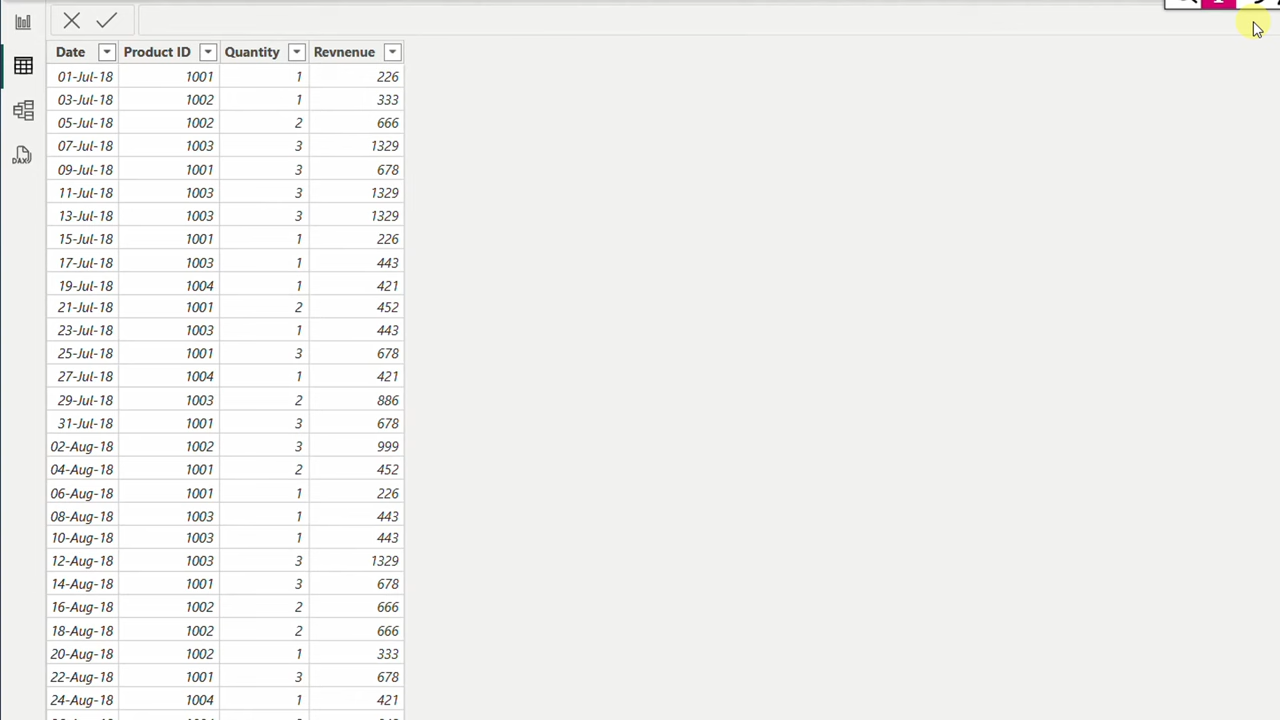 Date Product ID Quantity Revnenue
01-Jul-18 1001 1 226
03-Jul-18 1002 1 333
05-Jul-18 1002 2 666
07-Jul-18 1003 3 1329
09-Jul-18 1001 3 678
11-Jul-18 1003 3 1329
13-Jul-18 1003 3 1329
15-Jul-18 1001 1 226
17-Jul-18 1003 1 443
19-Jul-18 1004 1 421
21-Jul-18 1001 2 452
23-Jul-18 1003 1 443
25-Jul-18 1001 3 678
27-Jul-18 1004 1 421
29-Jul-18 1003 2 886
31-Jul-18 1001 3 678
02-Aug-18 1002 3 999
04-Aug-18 1001 2 452
06-Aug-18 1001 1 226
08-Aug-18 1003 1 443
10-Aug-18 1003 1 443
12-Aug-18 1003 3 1329
14-Aug-18 1001 3 678
16-Aug-18 1002 2 666
18-Aug-18 1002 2 666
20-Aug-18 1002 1 333
22-Aug-18 1001 3 678
24-Aug-18 1004 1 421
DAX